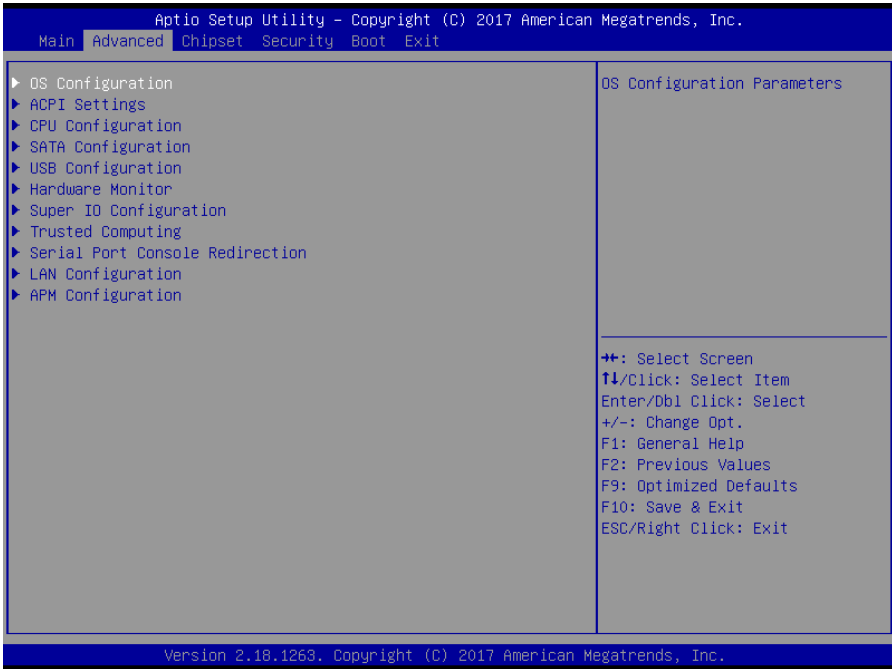 Aptio Setup Utility – Copyright (C) 2017 American Megatrends, Inc.
Main Advanced Chipset Security Boot Exit
▶ OS Configuration
▶ ACPI Settings
▶ CPU Configuration
▶ SATA Configuration
▶ USB Configuration
▶ Hardware Monitor
▶ Super IO Configuration
▶ Trusted Computing
▶ Serial Port Console Redirection
▶ LAN Configuration
▶ APM Configuration
OS Configuration Parameters
→←: Select Screen
↑↓/Click: Select Item
Enter/Dbl Click: Select
+/-: Change Opt.
F1: General Help
F2: Previous Values
F9: Optimized Defaults
F10: Save & Exit
ESC/Right Click: Exit
Version 2.18.1263. Copyright (C) 2017 American Megatrends, Inc.